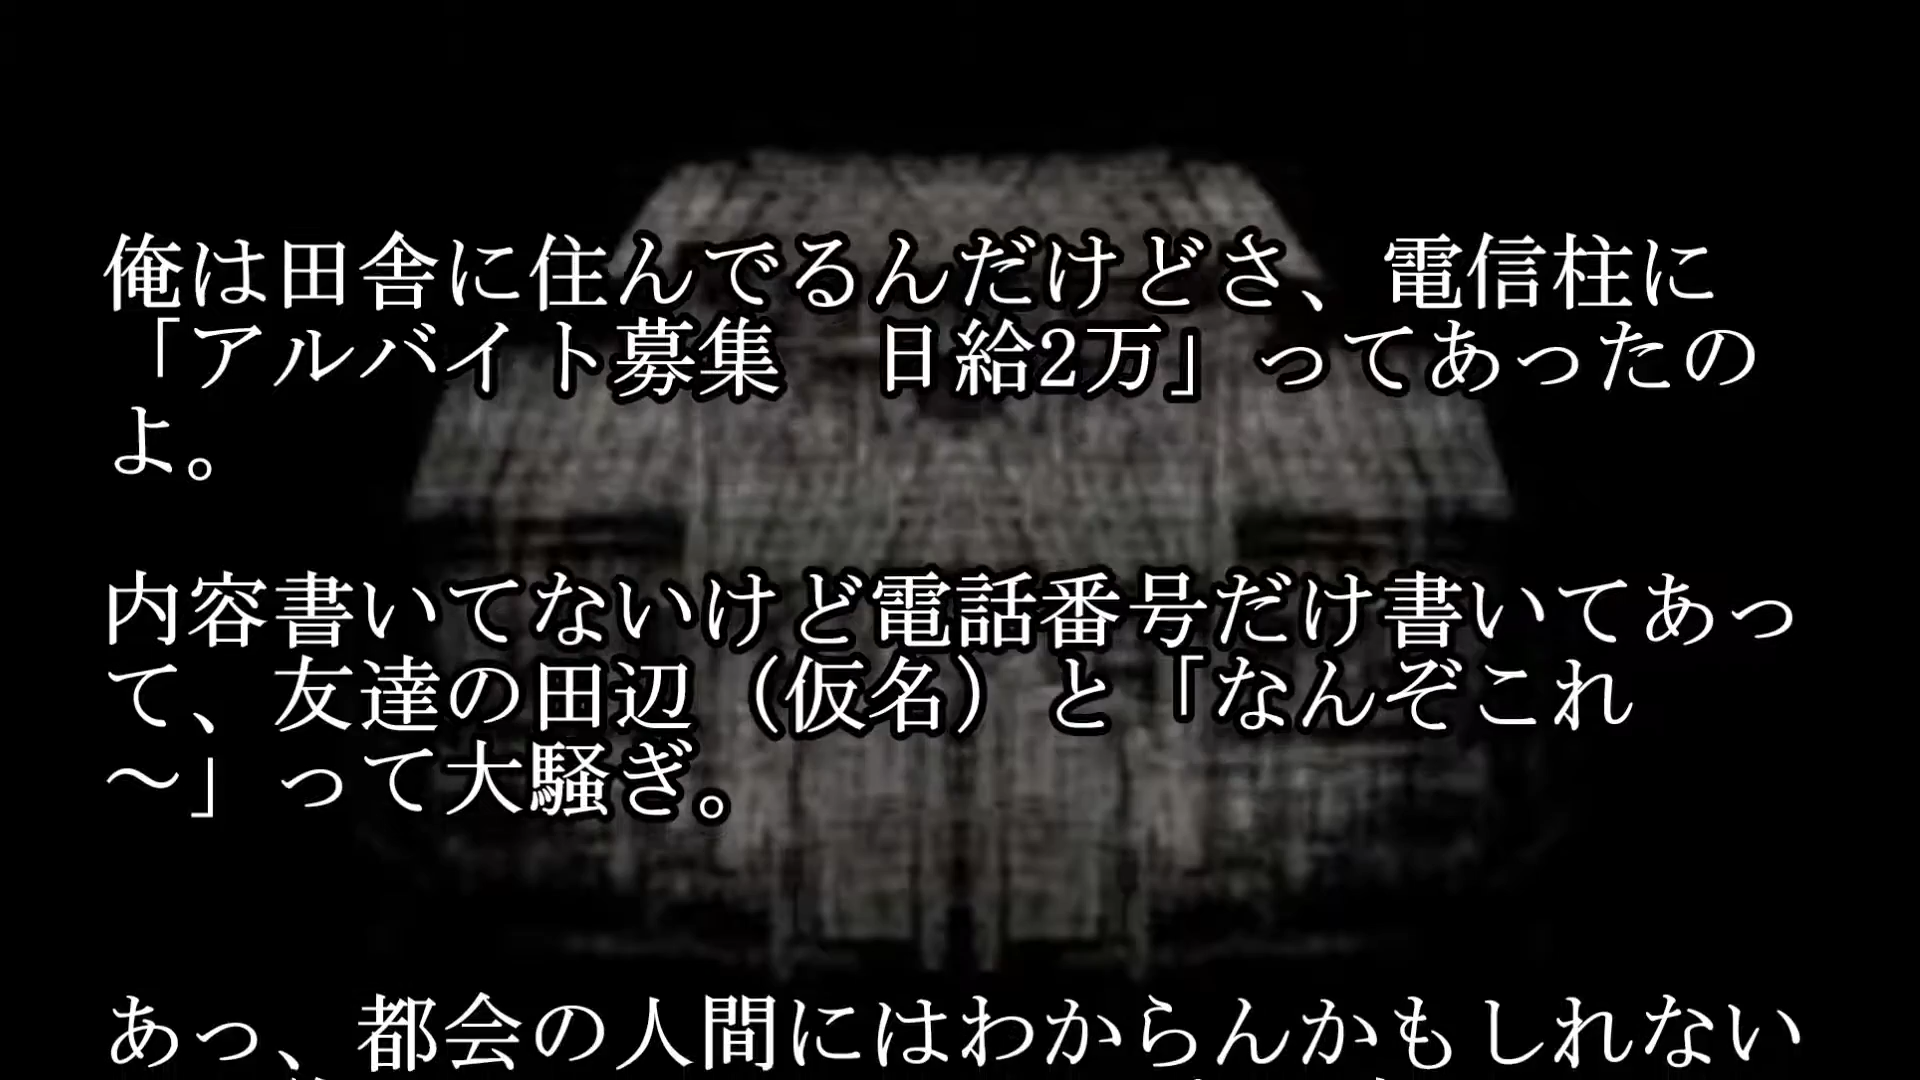 俺は田舎に住んでるんだけどさ、電信柱に
「アルバイト募集　日給2万」ってあったの
よ。
内容書いてないけど電話番号だけ書いてあっ
て、友達の田辺（仮名）と「なんぞこれ
～」って大騒ぎ。
あっ、都会の人間にはわからんかもしれない